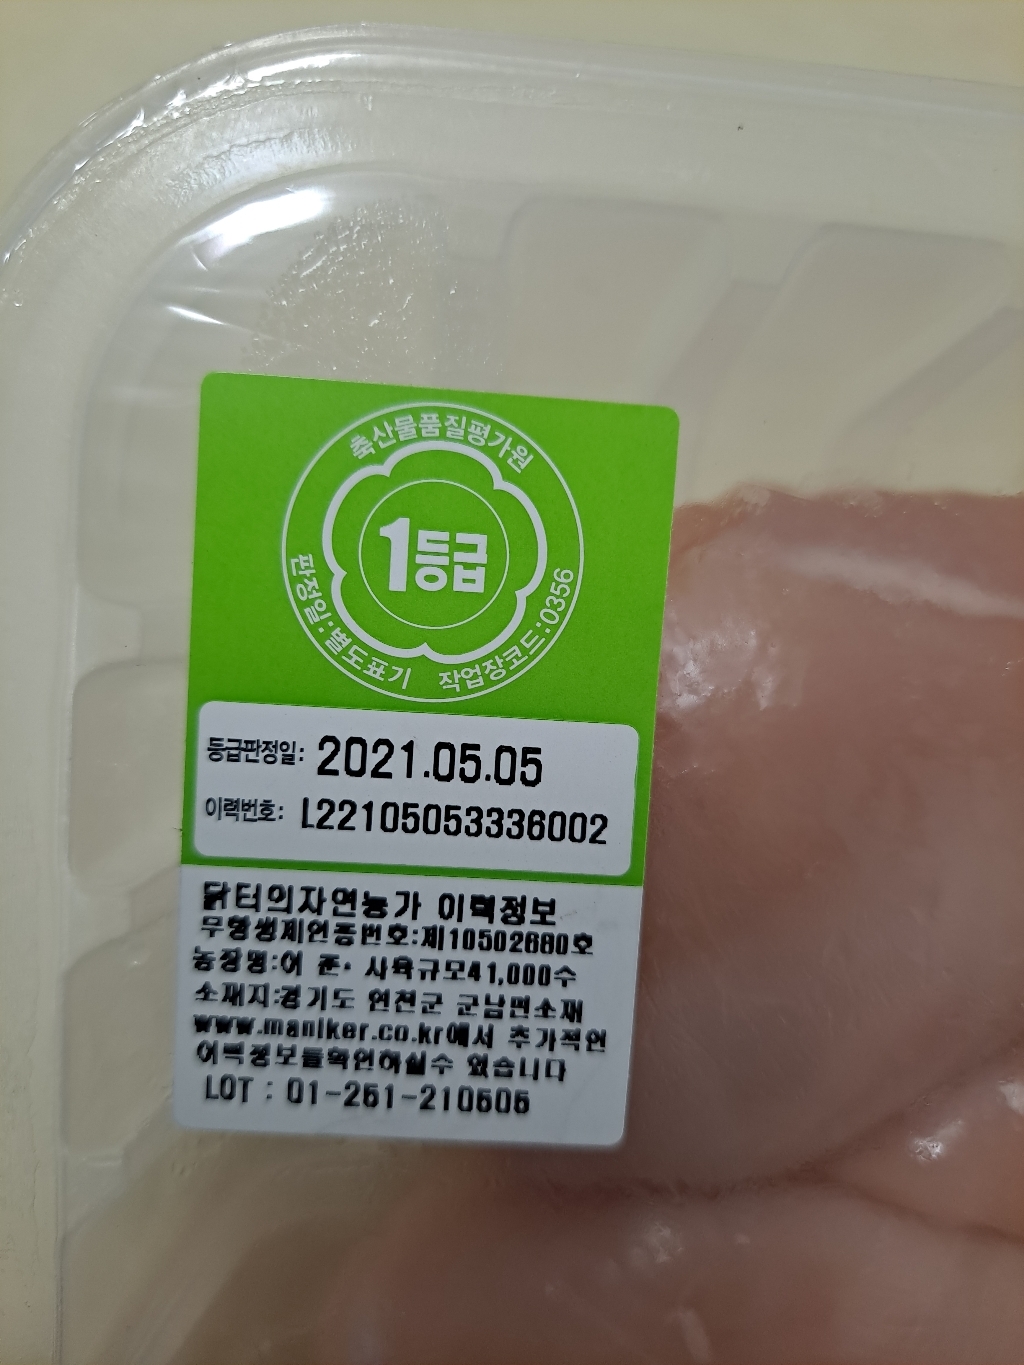 축산물품질평가원
1등급
판정일:별도표기 작업장코드:0356
등급판정일: 2021.05.05
이력번호: L22105053336002
닭터의자연농가 이력정보
무항생제인증번호:제10502680호
농장명:이 준· 사육규모41,000수
소재지:경기도 연천군 군남면소재
www.maniker.co.kr에서 추가적인
이력정보를확인하실수 있습니다
LOT : 01-261-210505